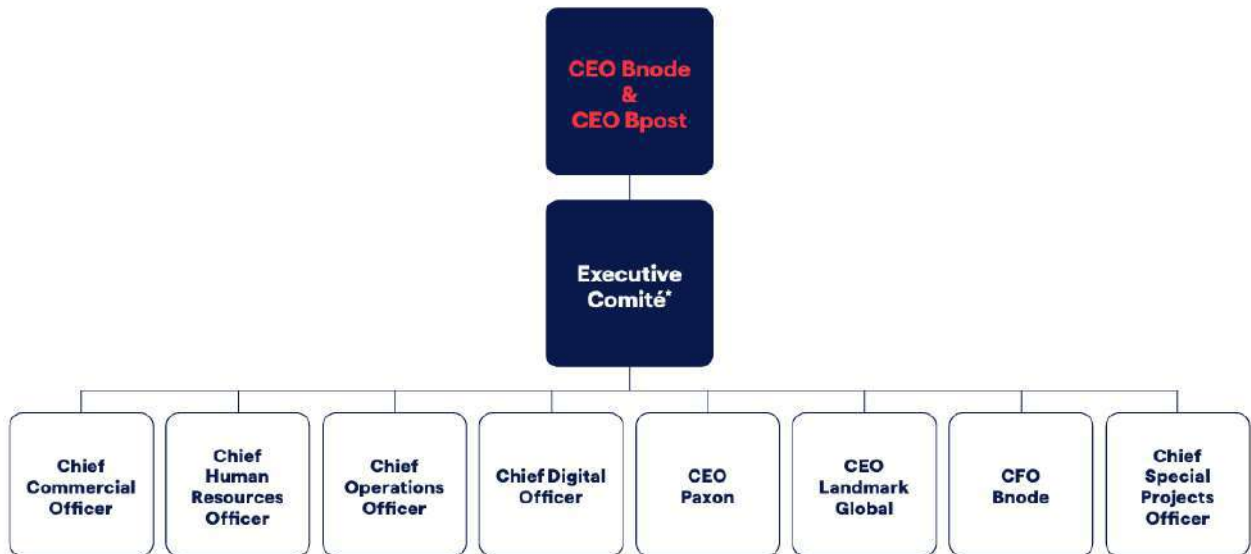 CEO Bnode
&
CEO Bpost
Executive
Comité*
Chief
Commercial
Officer
Chief
Human
Resources
Officer
Chief
Operations
Officer
Chief Digital
Officer
CEO
Paxon
CEO
Landmark
Global
CFO
Bnode
Chief
Special
Projects
Officer